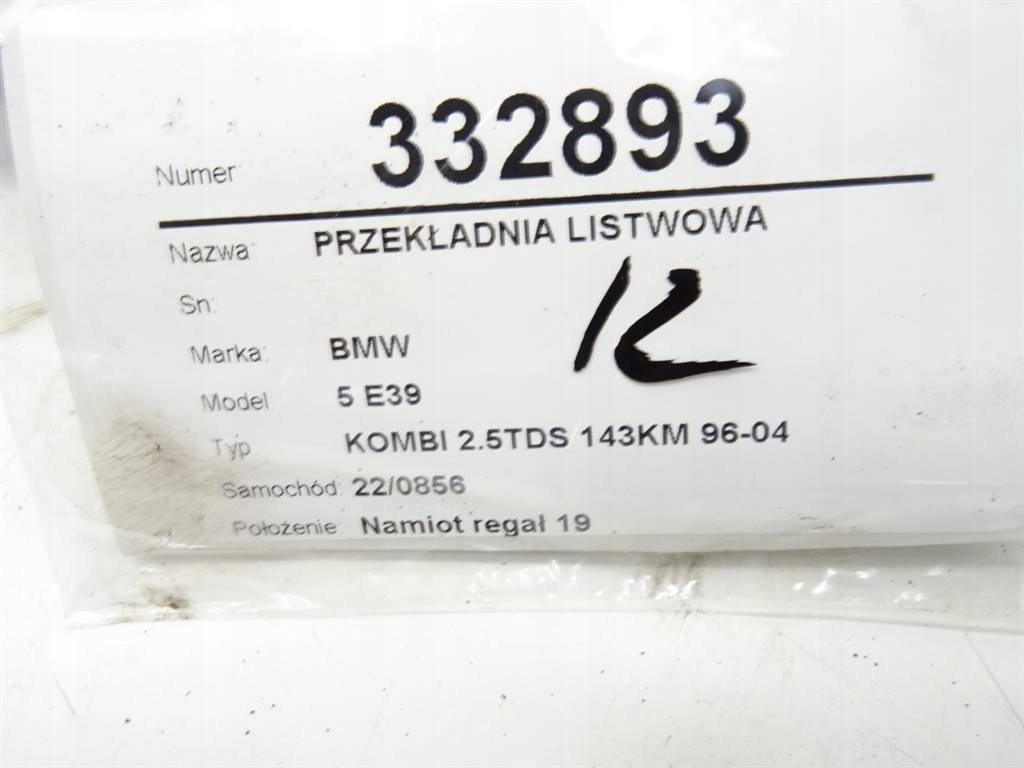 Numer 332893
Nazwa: PRZEKŁADNIA LISTWOWA
Sn:
Marka: BMW
Model 5 E39
Typ KOMBI 2.5TDS 143KM 96-04
Samochód: 22/0856
Położenie: Namiot regał 19